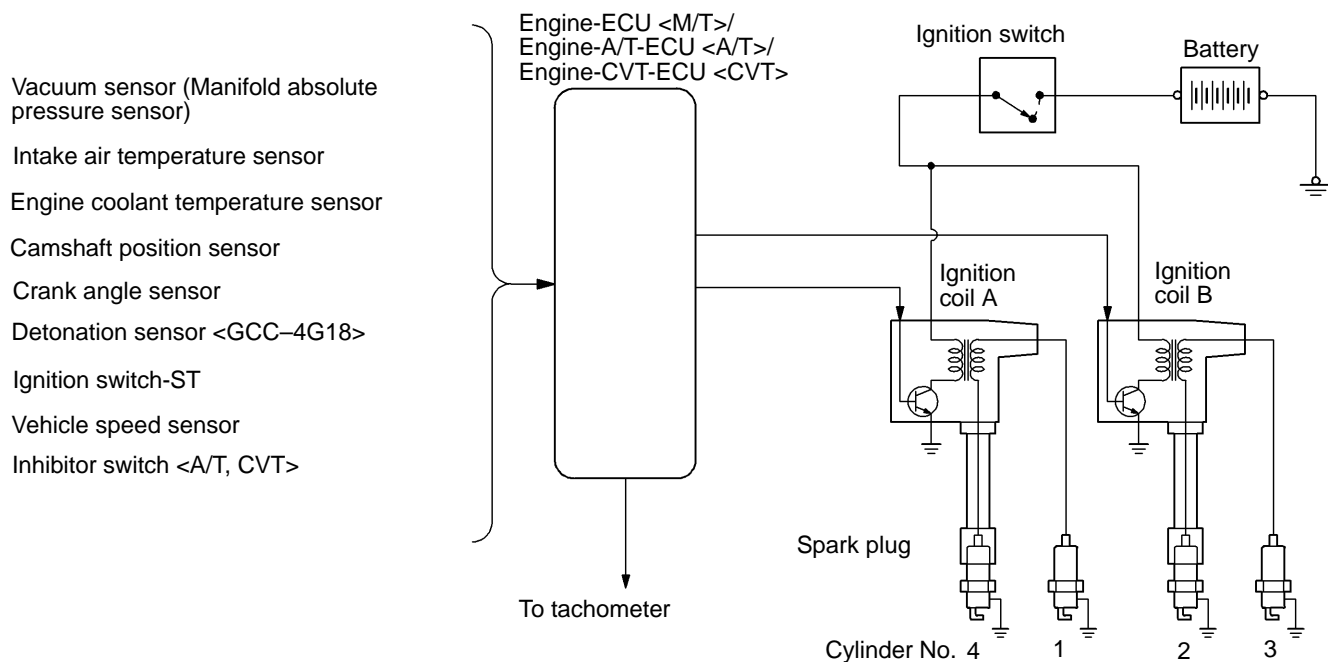 Engine-ECU <M/T>/
Engine-A/T-ECU <A/T>/
Engine-CVT-ECU <CVT>
Ignition switch
Battery
Vacuum sensor (Manifold absolute
pressure sensor)
Intake air temperature sensor
Engine coolant temperature sensor
Camshaft position sensor
Crank angle sensor
Detonation sensor <GCC–4G18>
Ignition switch-ST
Vehicle speed sensor
Inhibitor switch <A/T, CVT>
Ignition
coil A
Ignition
coil B
Spark plug
To tachometer
Cylinder No. 4 1 2 3